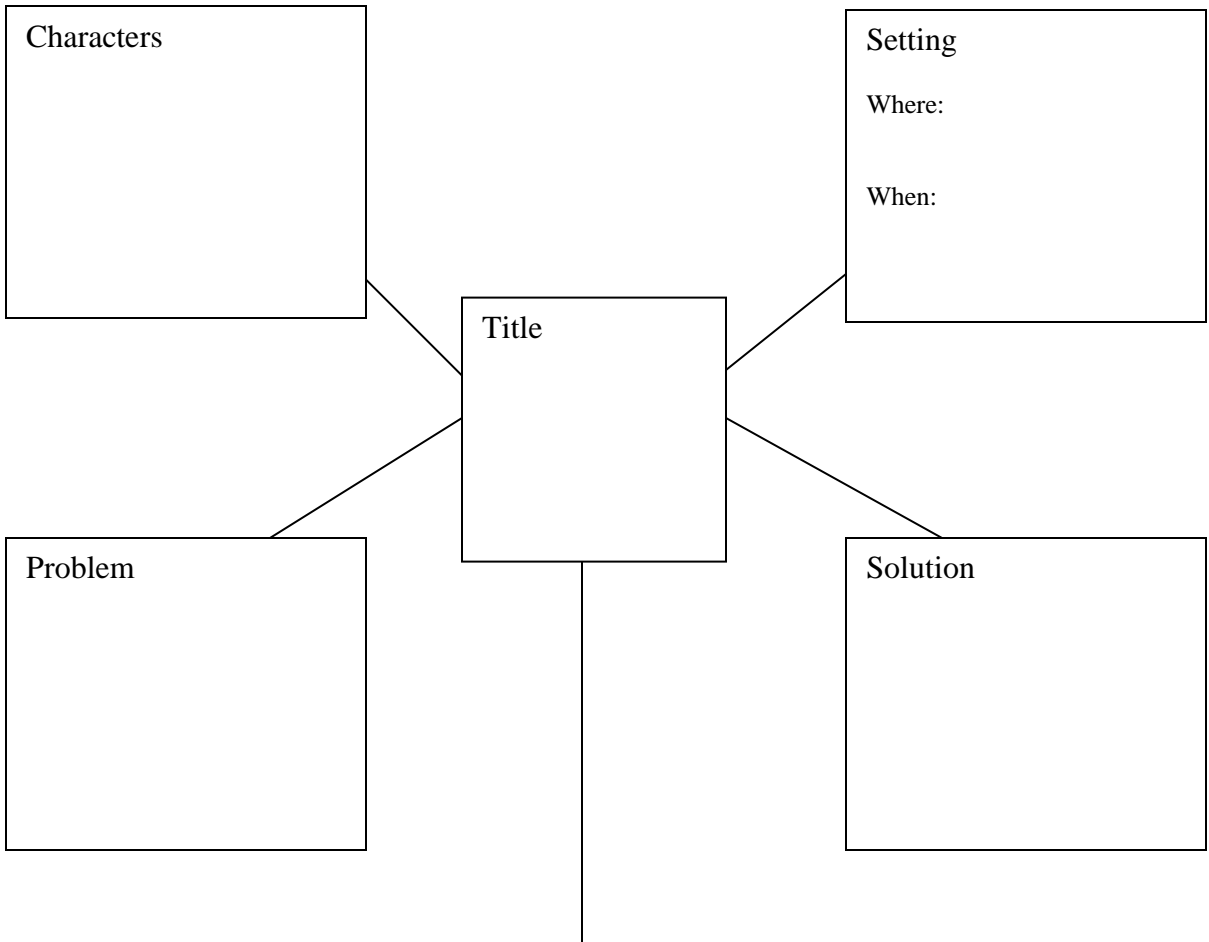 Characters
Setting
Where:
When:
Title
Problem
Solution